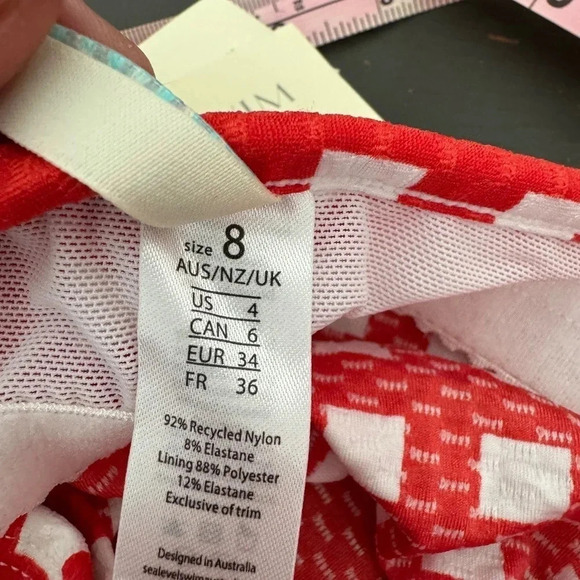 size 8
AUS/NZ/UK
US 4
CAN 6
EUR 34
FR 36
92% Recycled Nylon
8% Elastane
Lining 88% Polyester
12% Elastane
Exclusive of trim
Designed in Australia